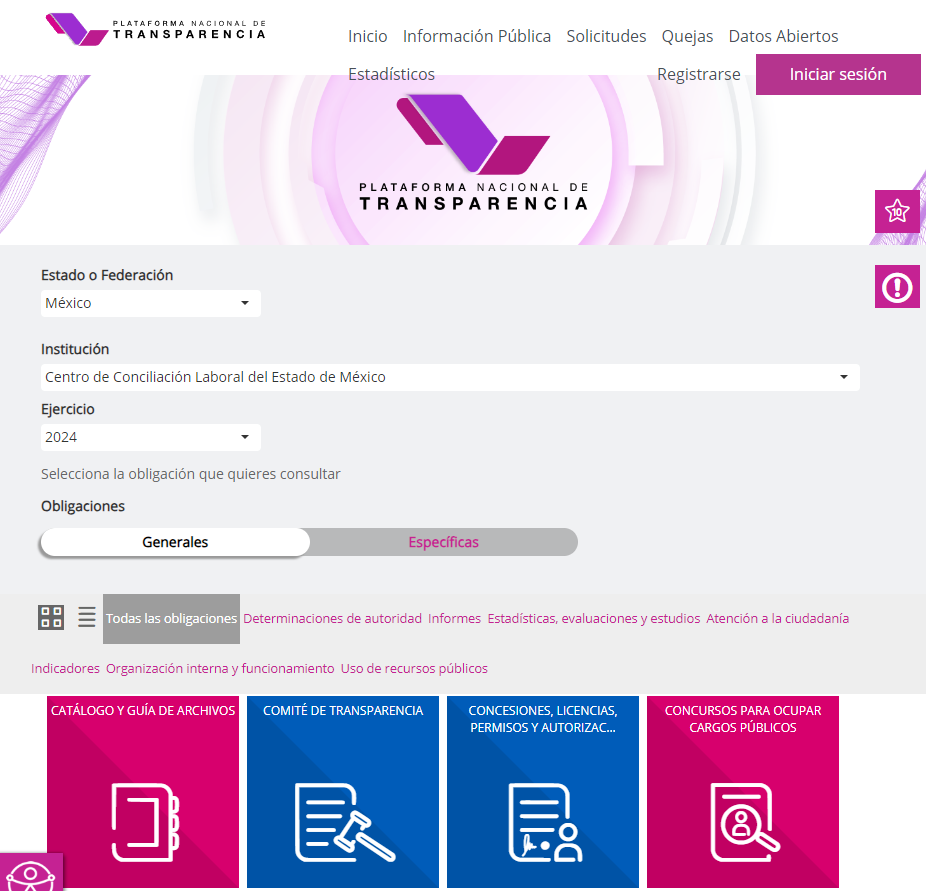 PLATAFORMA NACIONAL DE
TRANSPARENCIA
Inicio Información Pública Solicitudes Quejas Datos Abiertos
Estadísticos Registrarse Iniciar sesión
PLATAFORMA NACIONAL DE
TRANSPARENCIA
10
Estado o Federación
México
Institución
Centro de Conciliación Laboral del Estado de México
Ejercicio
2024
Selecciona la obligación que quieres consultar
Obligaciones
Generales Específicas
Todas las obligaciones Determinaciones de autoridad Informes Estadísticas, evaluaciones y estudios Atención a la ciudadanía
Indicadores Organización interna y funcionamiento Uso de recursos públicos
CATÁLOGO Y GUÍA DE ARCHIVOS
COMITÉ DE TRANSPARENCIA
CONCESIONES, LICENCIAS,
PERMISOS Y AUTORIZAC...
CONCURSOS PARA OCUPAR
CARGOS PÚBLICOS